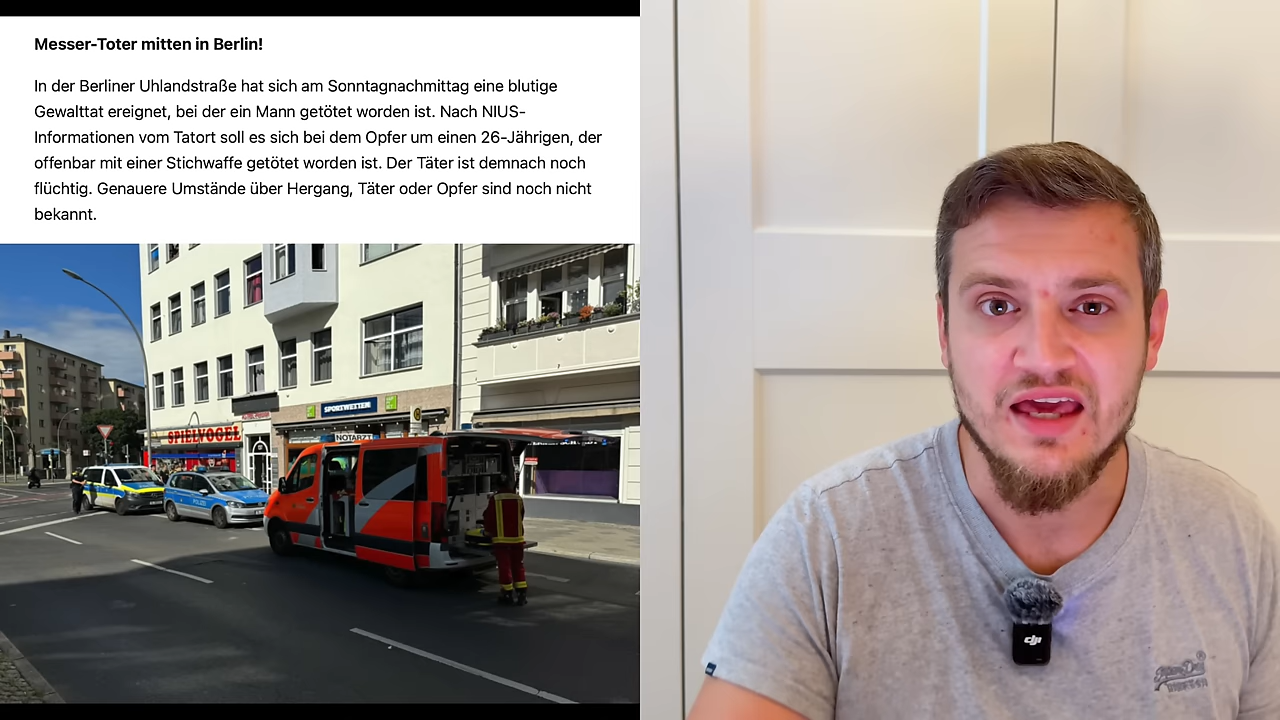 Messer-Toter mitten in Berlin!
In der Berliner Uhlandstraße hat sich am Sonntagnachmittag eine blutige
Gewalttat ereignet, bei der ein Mann getötet worden ist. Nach NIUS-
Informationen vom Tatort soll es sich bei dem Opfer um einen 26-Jährigen, der
offenbar mit einer Stichwaffe getötet worden ist. Der Täter ist demnach noch
flüchtig. Genauere Umstände über Hergang, Täter oder Opfer sind noch nicht
bekannt.
SPORTWETTEN
SPIELVOGEL
NOTARZT
dji